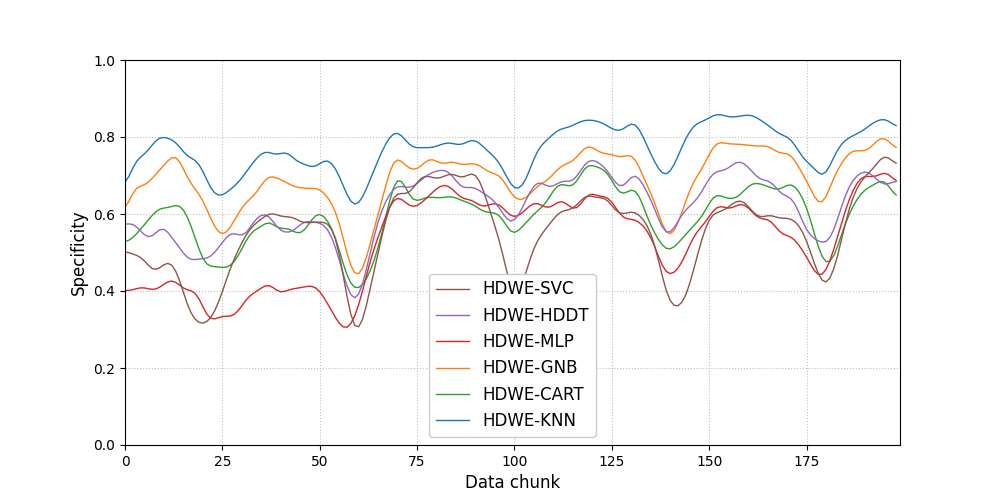 1.0
0.8
0.6
0.4
0.2
0.0
Specificity
HDWE-SVC
HDWE-HDDT
HDWE-MLP
HDWE-GNB
HDWE-CART
HDWE-KNN
0 25 50 75 100 125 150 175
Data chunk